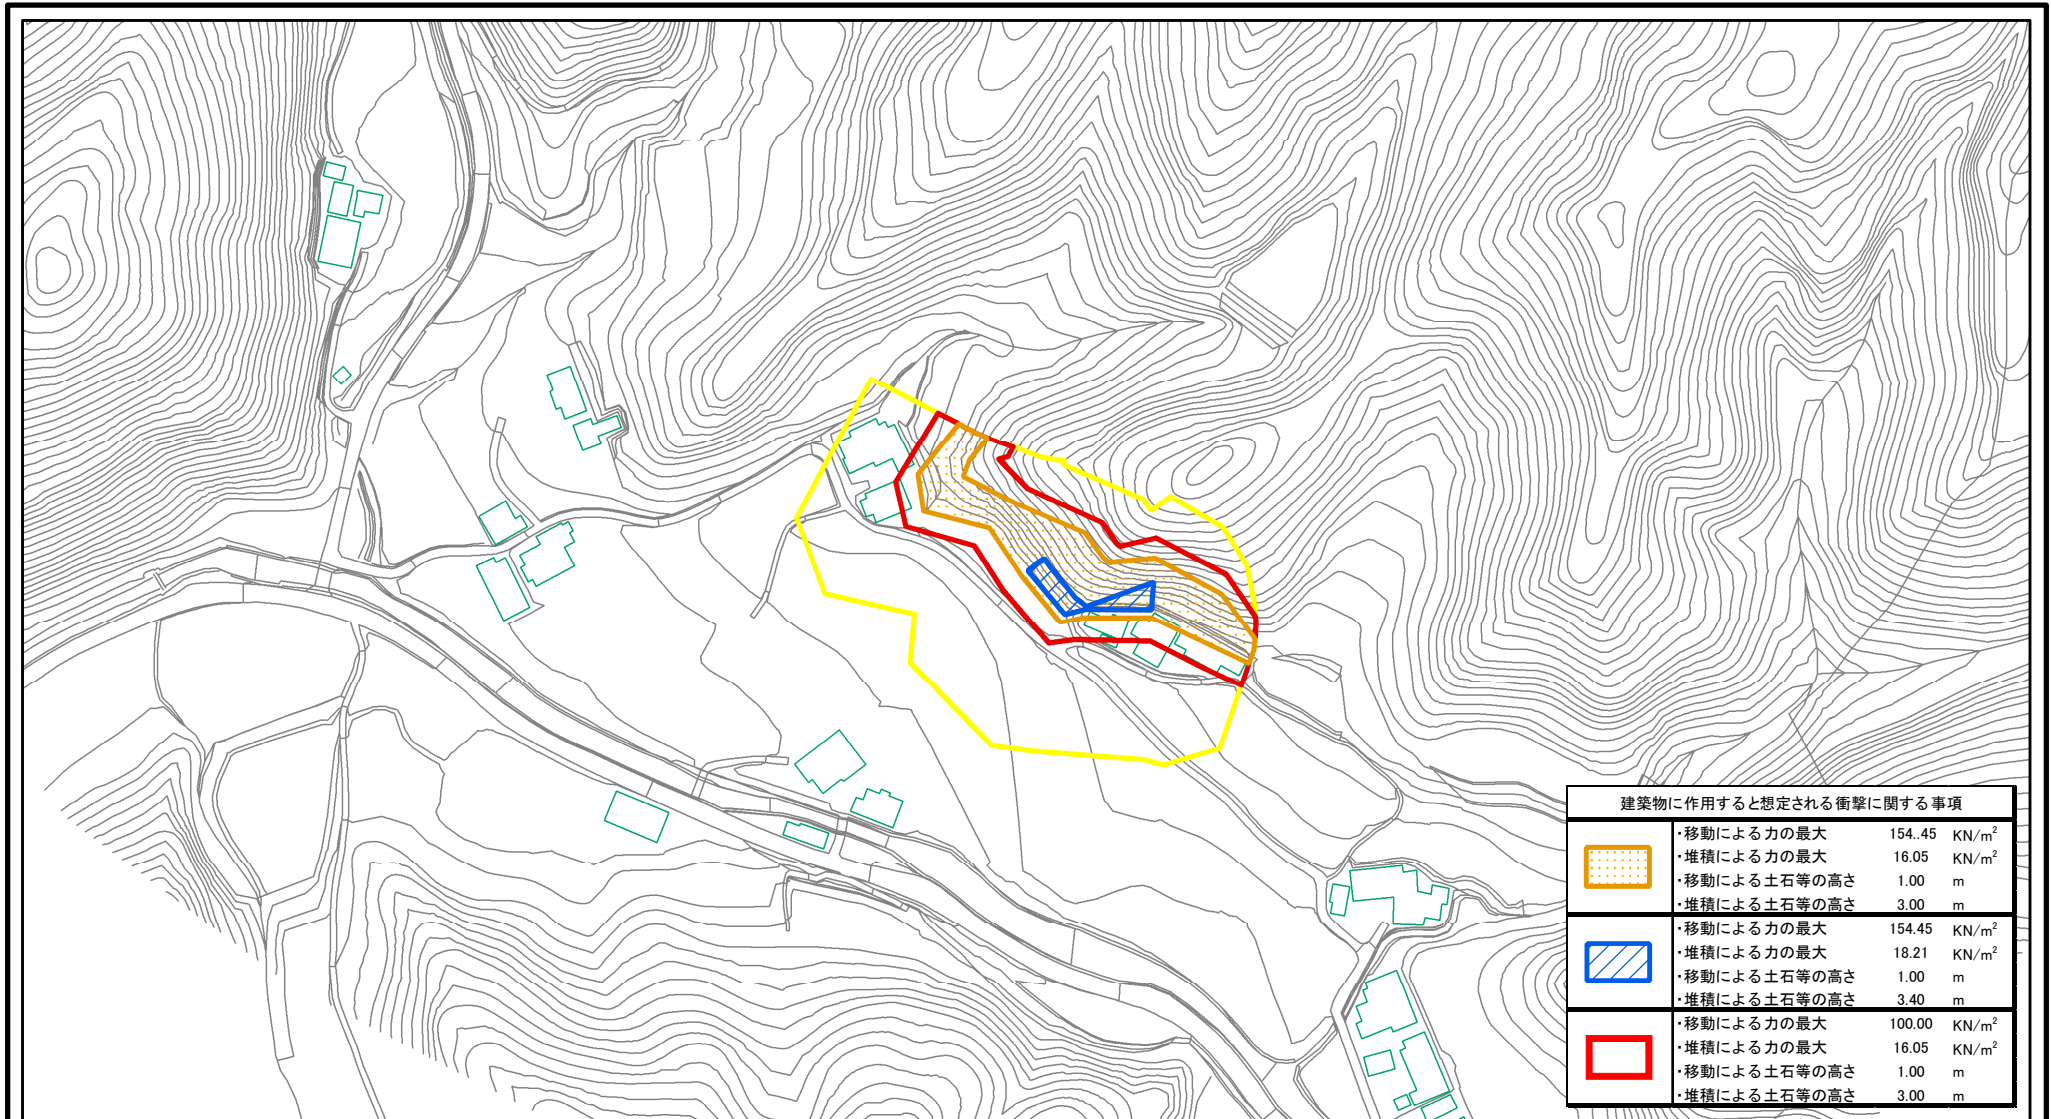 建築物に作用すると想定される衝撃に関する事項
・移動による力の最大 154..45 KN/m²
・堆積による力の最大 16.05 KN/m²
・移動による土石等の高さ 1.00 m
・堆積による土石等の高さ 3.00 m
・移動による力の最大 154.45 KN/m²
・堆積による力の最大 18.21 KN/m²
・移動による土石等の高さ 1.00 m
・堆積による土石等の高さ 3.40 m
・移動による力の最大 100.00 KN/m²
・堆積による力の最大 16.05 KN/m²
・移動による土石等の高さ 1.00 m
・堆積による土石等の高さ 3.00 m